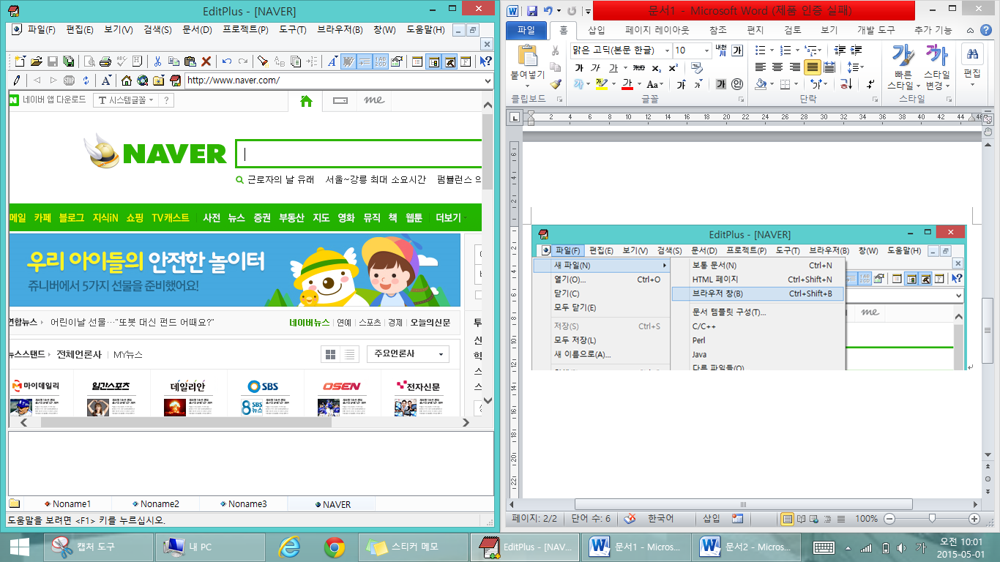 EditPlus - [NAVER]
파일(F) 편집(E) 보기(V) 검색(S) 문서(D) 프로젝트(P) 도구(T) 브라우저(B) 창(W) 도움말(H)
http://www.naver.com/
네이버 앱 다운로드 T 시스템글꼴 ?
me
NAVER
근로자의 날 유래 서울~강릉 최대 소요시간 펌블런스 의
메일 카페 블로그 지식iN 쇼핑 TV캐스트 사전 뉴스 증권 부동산 지도 영화 뮤직 책 웹툰 더보기
우리 아이들의 안전한 놀이터
쥬니버에서 5가지 선물을 준비했어요!
연합뉴스 어린이날 선물…"또봇 대신 펀드 어때요?" 네이버뉴스 연예 스포츠 경제 오늘의신문
뉴스스탠드 전체언론사 MY뉴스 주요언론사
마이데일리 일간스포츠 데일리안 SBS OSEN 전자신문
8 SBS 뉴스
Noname1 Noname2 Noname3 NAVER
도움말을 보려면 <F1> 키를 누르십시오.
문서1 - Microsoft Word (제품 인증 실패)
파일 홈 삽입 페이지 레이아웃 참조 편지 검토 보기 개발 도구 추가 기능
맑은 고딕(본문 한글) 10
붙여넣기 빠른 스타일 스타일 변경 편집
클립보드 글꼴 단락 스타일
2 4 6 8 10 12 14 16 18 20 22 24 26 28 30 32 34 36 38 40 42 44 46
EditPlus - [NAVER]
파일(F) 편집(E) 보기(V) 검색(S) 문서(D) 프로젝트(P) 도구(T) 브라우저(B) 창(W) 도움말(H)
새 파일(N) 보통 문서(N) Ctrl+N
열기(O)... Ctrl+O HTML 페이지 Ctrl+Shift+N
닫기(C) 브라우저 창(B) Ctrl+Shift+B
모두 닫기(E) 문서 템플릿 구성(T)...
저장(S) Ctrl+S C/C++
모두 저장(L) Perl
새 이름으로(A)... Java
다른 파일들(O)
me
페이지: 2/2 단어 수: 6 한국어 삽입 100%
캡처 도구 내 PC 스티커 메모 EditPlus - [NAV... 문서1 - Micros... 문서2 - Micros... 가 오전 10:01
2015-05-01